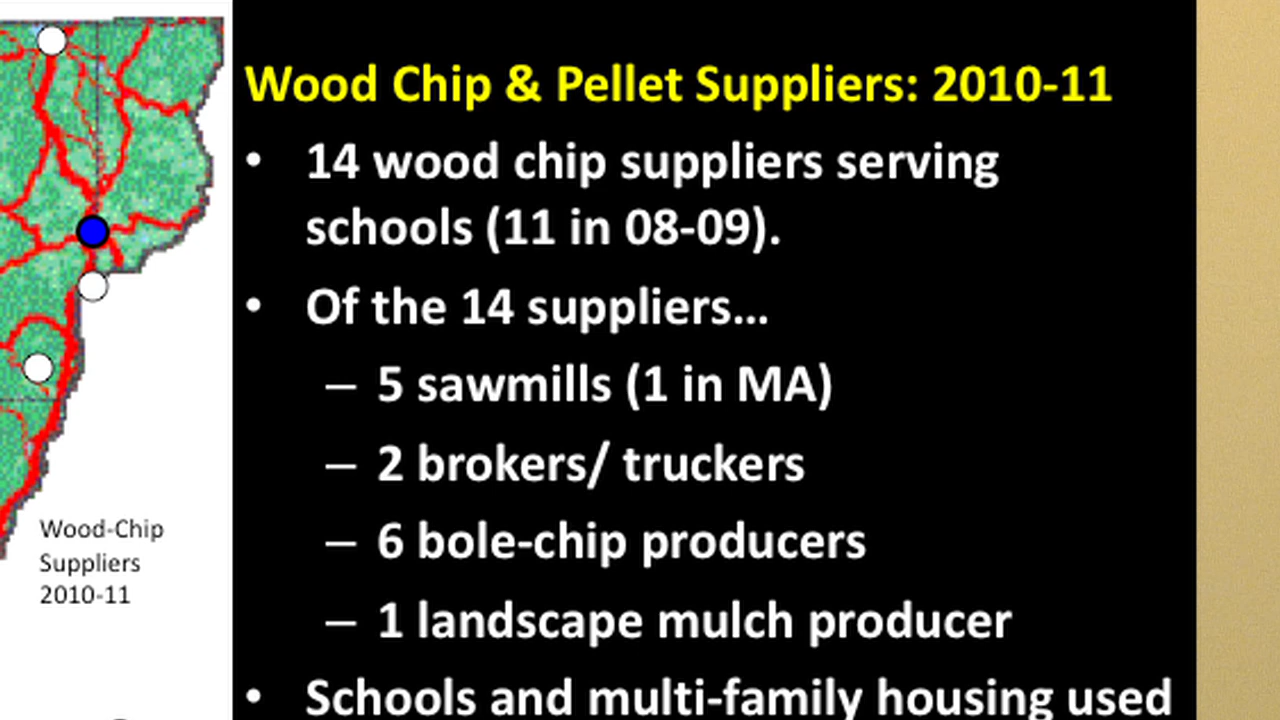 Wood Chip & Pellet Suppliers: 2010-11
• 14 wood chip suppliers serving
schools (11 in 08-09).
• Of the 14 suppliers...
– 5 sawmills (1 in MA)
– 2 brokers/ truckers
– 6 bole-chip producers
– 1 landscape mulch producer
• Schools and multi-family housing used
Wood-Chip
Suppliers
2010-11